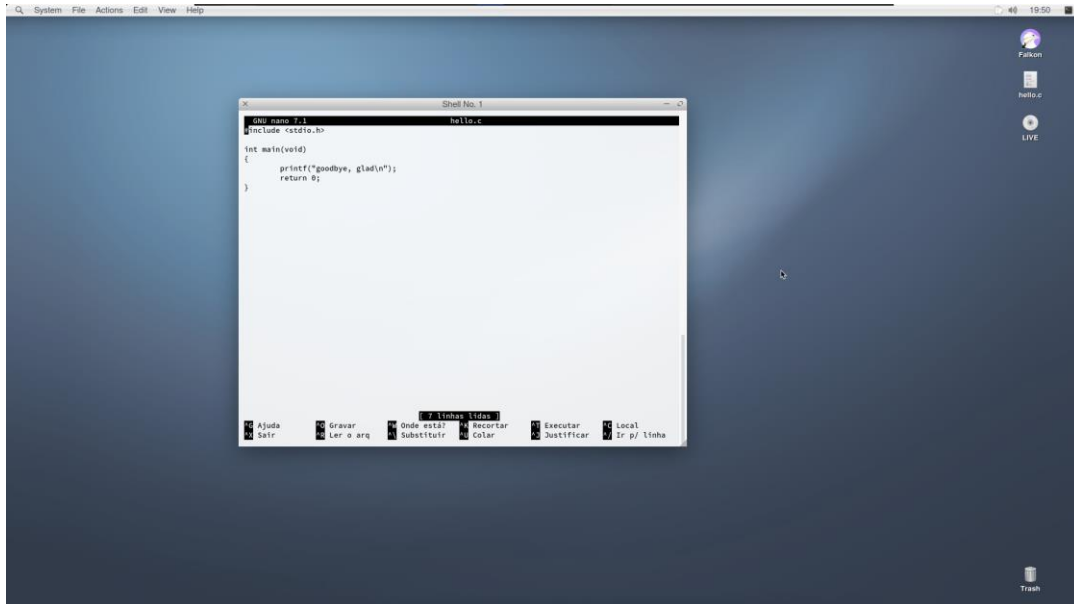 System File Actions Edit View Help 19:50
Falkon
hello.c
LIVE
Shell No. 1
GNU nano 7.1 hello.c
#include <stdio.h>
int main(void)
{
printf("goodbye, glad\n");
return 0;
}
[ 7 linhas lidas ]
^G Ajuda ^O Gravar ^W Onde está? ^K Recortar ^T Executar ^C Local
^X Sair ^R Ler o arq ^\ Substituir ^U Colar ^J Justificar ^/ Ir p/ linha
Trash